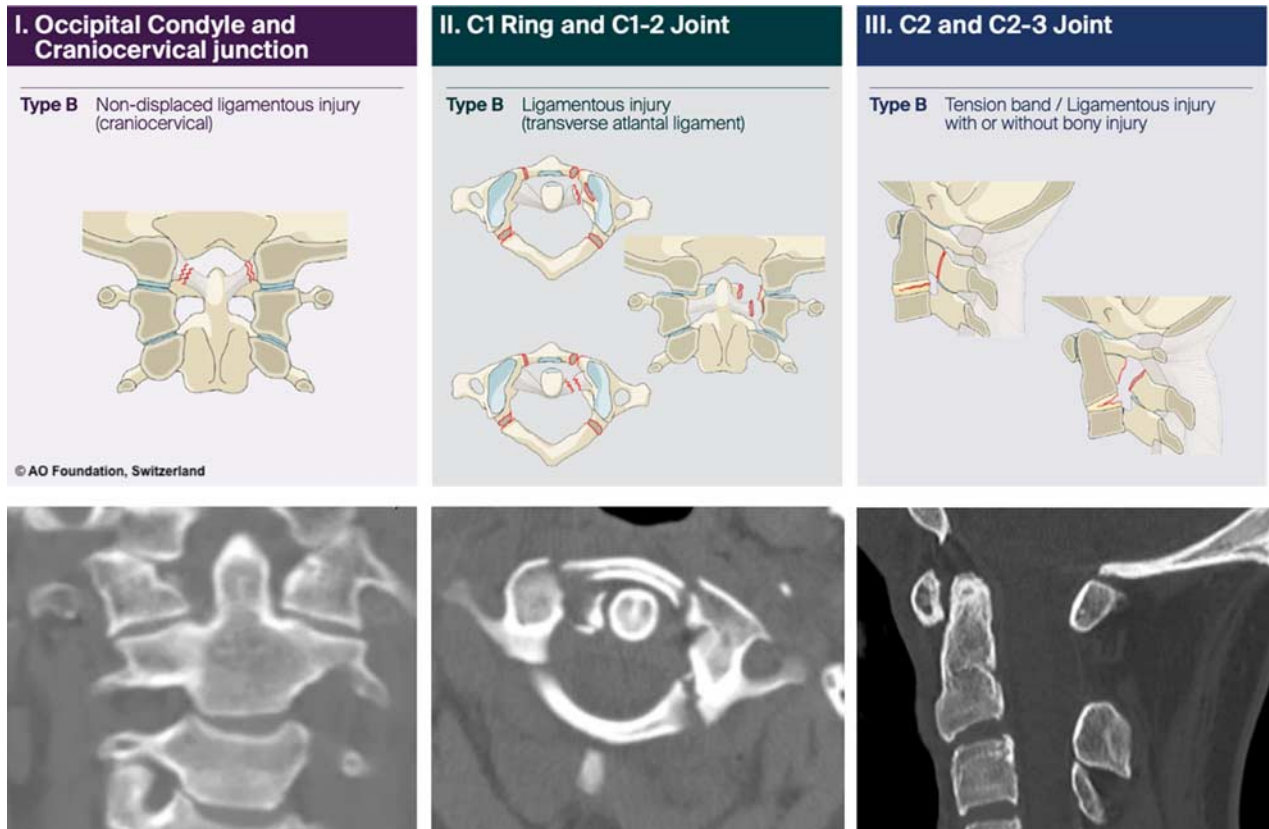 I. Occipital Condyle and
Craniocervical junction
Type B Non-displaced ligamentous injury
(craniocervical)
© AO Foundation, Switzerland
II. C1 Ring and C1-2 Joint
Type B Ligamentous injury
(transverse atlantal ligament)
III. C2 and C2-3 Joint
Type B Tension band / Ligamentous injury
with or without bony injury